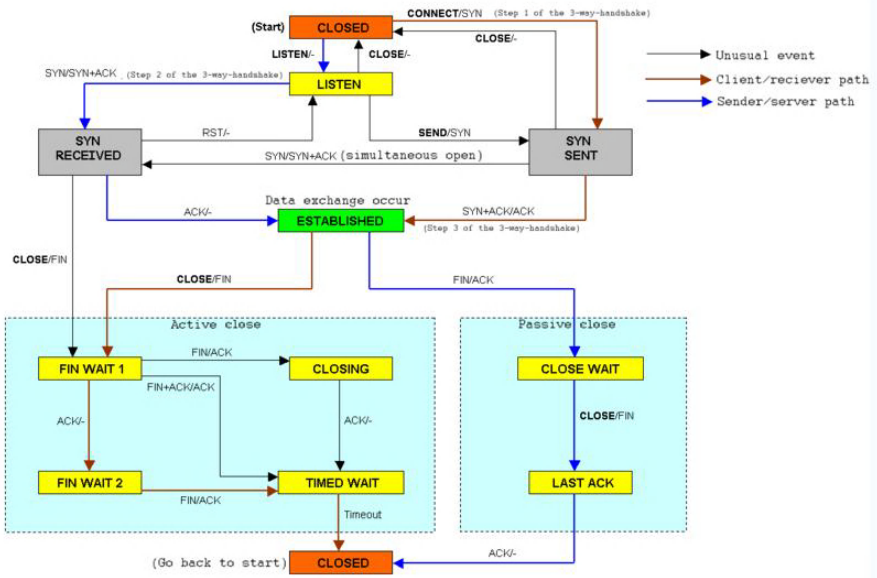 (Start) CLOSED
CONNECT/SYN (Step 1 of the 3-way-handshake)
CLOSE/-
LISTEN/-
CLOSE/-
Unusual event
Client/reciever path
Sender/server path
SYN/SYN+ACK (Step 2 of the 3-way-handshake)
LISTEN
SYN
RECEIVED
RST/-
SEND/SYN
SYN
SENT
SYN/SYN+ACK (simultaneous open)
Data exchange occur
ACK/-
ESTABLISHED
SYN+ACK/ACK
(Step 3 of the 3-way-handshake)
CLOSE/FIN
CLOSE/FIN
FIN/ACK
Active close
Passive close
FIN WAIT 1
FIN/ACK
CLOSING
CLOSE WAIT
FIN+ACK/ACK
ACK/-
ACK/-
CLOSE/FIN
FIN WAIT 2
TIMED WAIT
LAST ACK
FIN/ACK
Timeout
(Go back to start) CLOSED
ACK/-